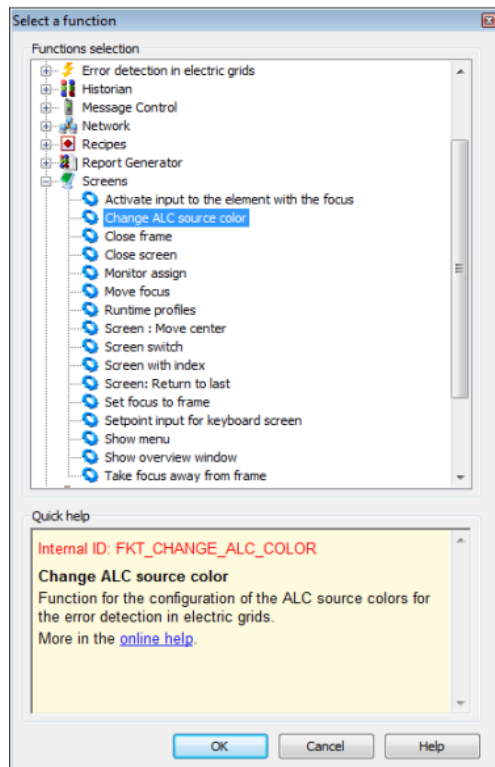 Select a function
Functions selection
Error detection in electric grids
Historian
Message Control
Network
Recipes
Report Generator
Screens
Activate input to the element with the focus
Change ALC source color
Close frame
Close screen
Monitor assign
Move focus
Runtime profiles
Screen : Move center
Screen switch
Screen with index
Screen: Return to last
Set focus to frame
Setpoint input for keyboard screen
Show menu
Show overview window
Take focus away from frame
Quick help
Internal ID: FKT_CHANGE_ALC_COLOR
Change ALC source color
Function for the configuration of the ALC source colors for
the error detection in electric grids.
More in the online help.
OK Cancel Help